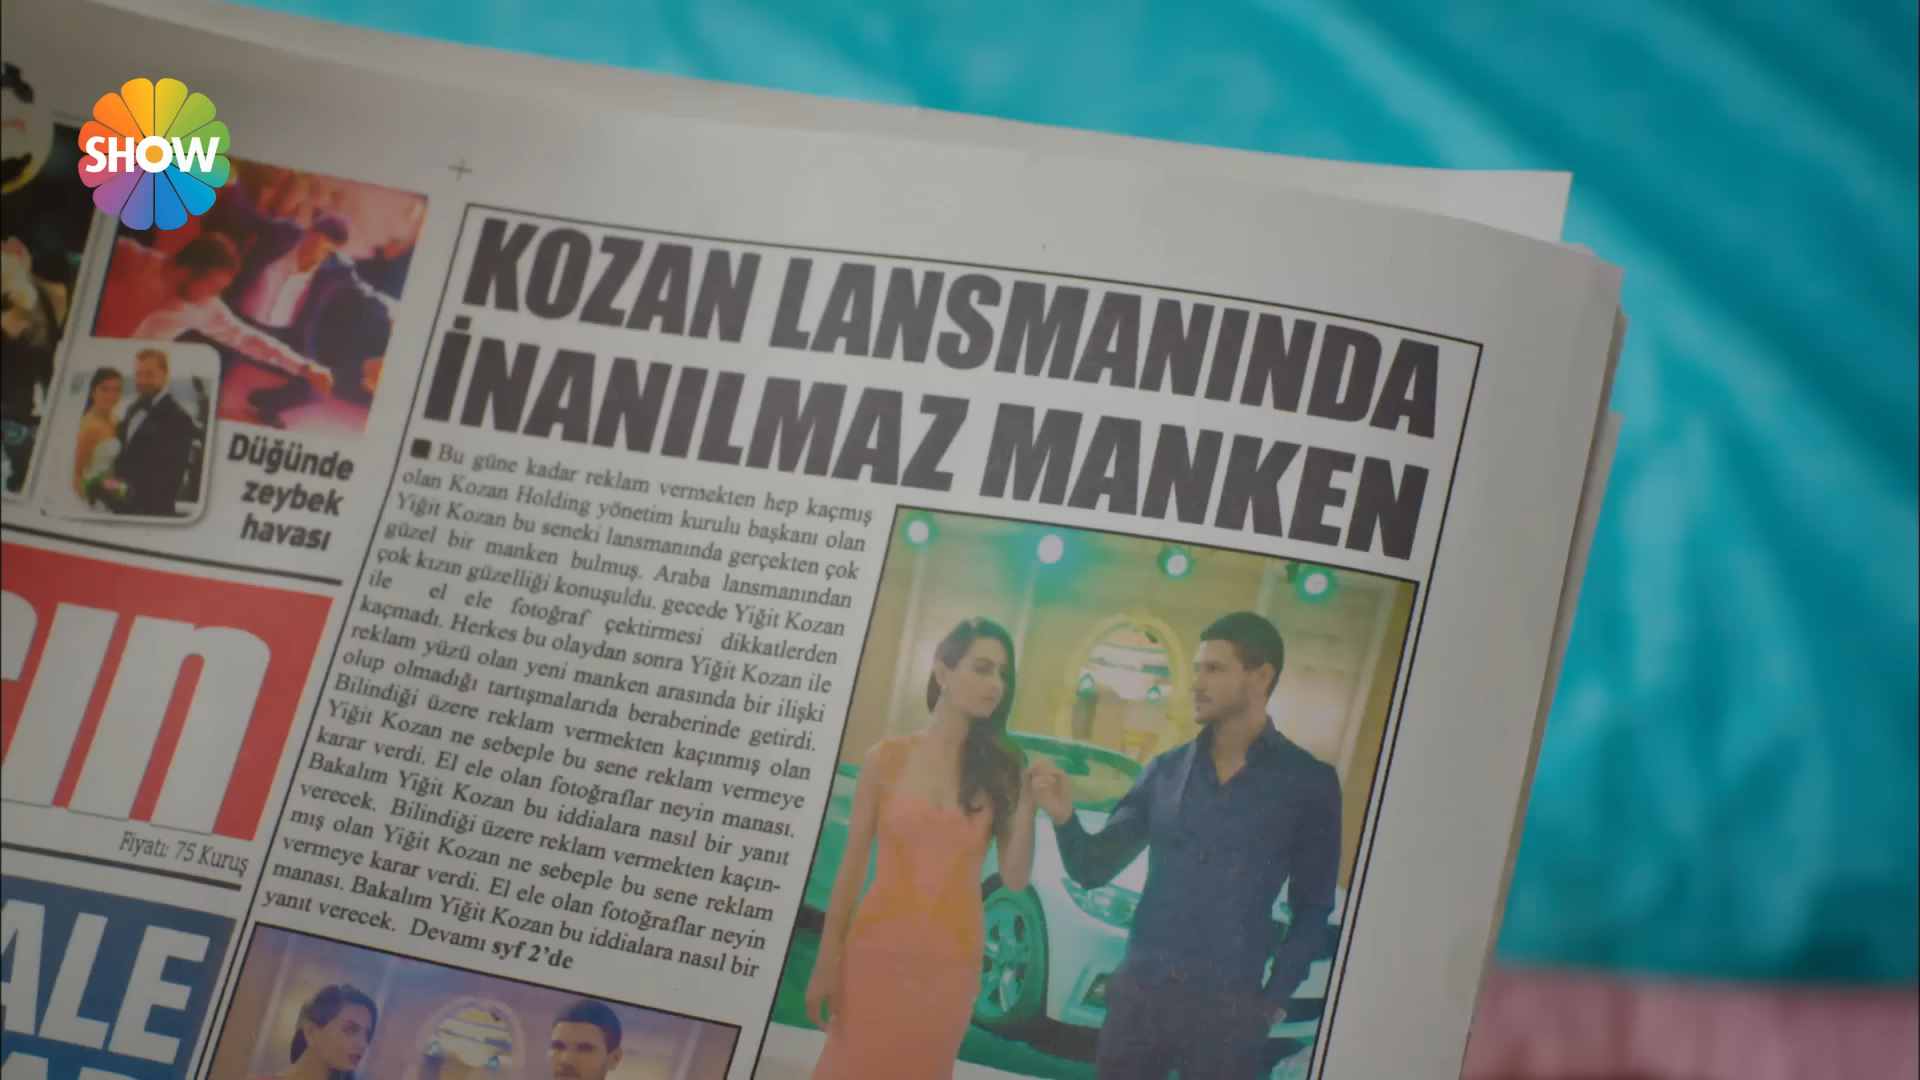 SHOW
KOZAN LANSMANINDA
İNANILMAZ MANKEN
Düğünde
zeybek
havası
Bu güne kadar reklam vermekten hep kaçmış
olan Kozan Holding yönetim kurulu başkanı olan
Yiğit Kozan bu seneki lansmanında gerçekten çok
güzel bir manken bulmuş. Araba lansmanından
çok kızın güzelliği konuşuldu. gecede Yiğit Kozan
ile el ele fotoğraf çektirmesi dikkatlerden
kaçmadı. Herkes bu olaydan sonra Yiğit Kozan ile
reklam yüzü olan yeni manken arasında bir ilişki
olup olmadığı tartışmalarıda beraberinde getirdi.
Bilindiği üzere reklam vermekten kaçınmış olan
Yiğit Kozan ne sebeple bu sene reklam vermeye
karar verdi. El ele olan fotoğraflar neyin manası.
Bakalım Yiğit Kozan bu iddialara nasıl bir yanıt
verecek. Bilindiği üzere reklam vermekten kaçın-
mış olan Yiğit Kozan ne sebeple bu sene reklam
vermeye karar verdi. El ele olan fotoğraflar neyin
manası. Bakalım Yiğit Kozan bu iddialara nasıl bir
yanıt verecek. Devamı syf 2'de
Fiyatı: 75 Kuruş
ALE